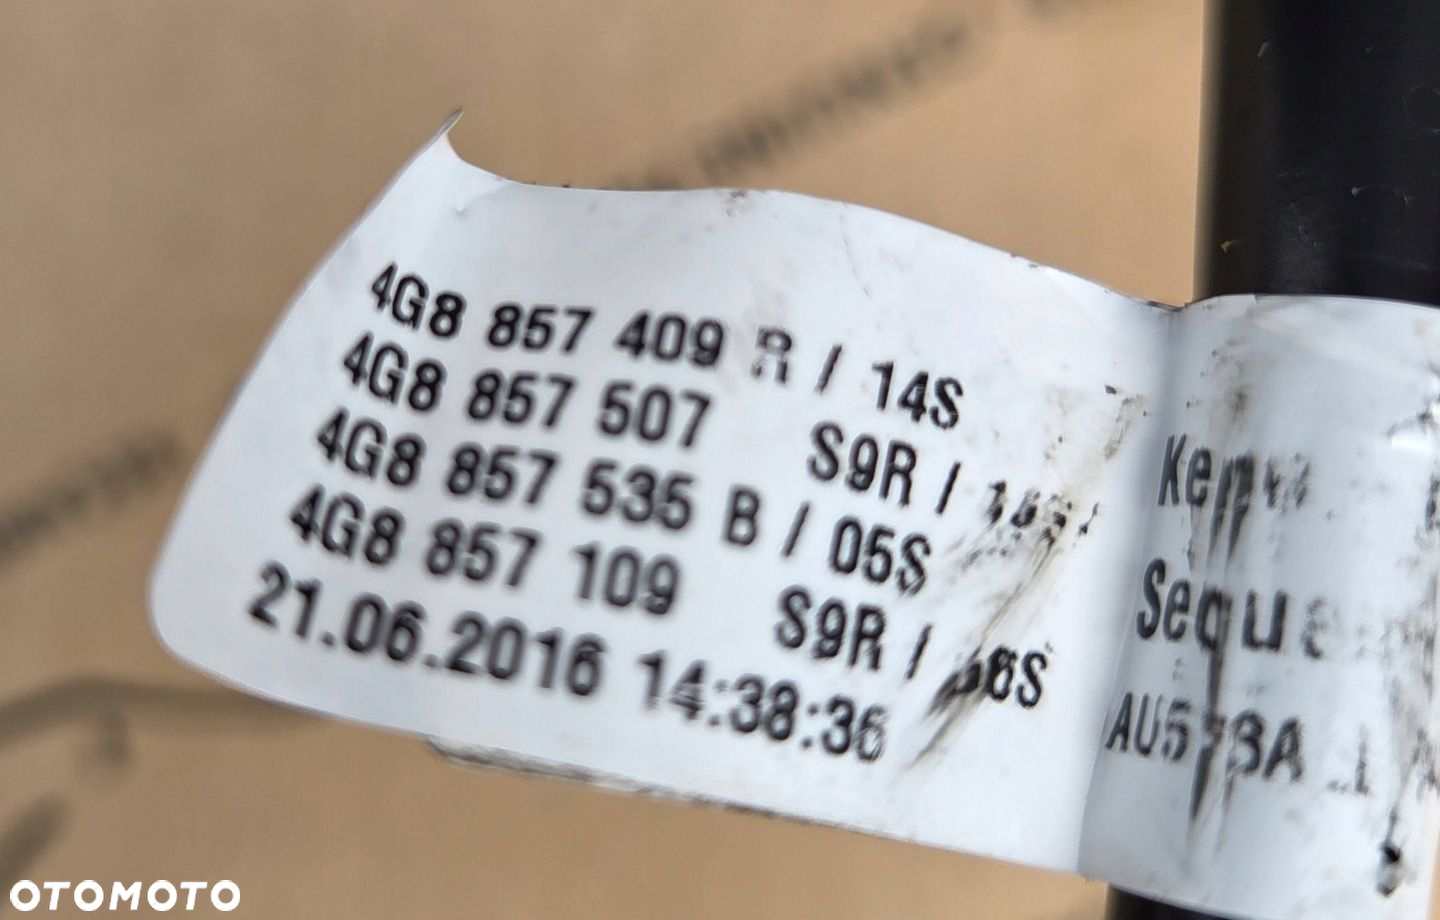 4G8 857 409 R / 14S
4G8 857 507 S9R /
4G8 857 535 B / 05S
4G8 857 109 S9R /
21.06.2016 14:38:36
OTOMOTO